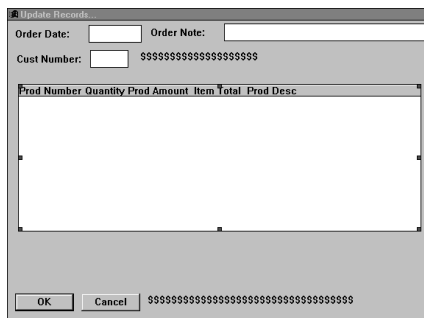 Update Records...
Order Date: Order Note:
Cust Number: $$$$$$$$$$$$$$$$$$$$
Prod Number Quantity Prod Amount Item Total Prod Desc
OK Cancel $$$$$$$$$$$$$$$$$$$$$$$$$$$$$$$$$$$